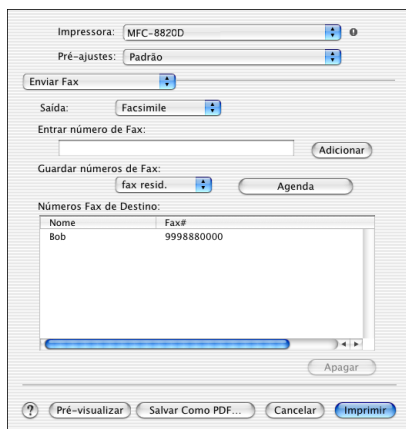 Impressora: MFC-8820D
Pré-ajustes: Padrão
Enviar Fax
Saída: Facsimile
Entrar número de Fax:
Adicionar
Guardar números de Fax:
fax resid. Agenda
Números Fax de Destino:
Nome Fax#
Bob 9998880000
Apagar
? Pré-visualizar Salvar Como PDF... Cancelar Imprimir